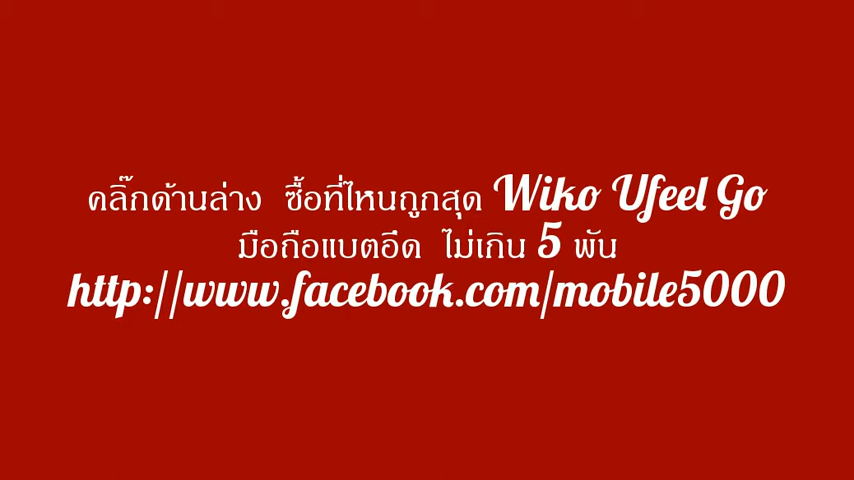 คลิ๊กด้านล่าง ซื้อที่ไหนถูกสุด Wiko Ufeel Go
มือถือแบตอึด ไม่เกิน 5 พัน
http://www.facebook.com/mobile5000